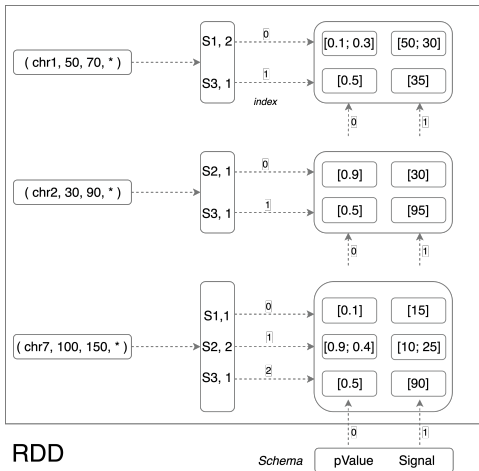 S1, 2
0
[0.1; 0.3]
[50; 30]
( chr1, 50, 70, * )
S3, 1
1
[0.5]
[35]
index
0
1
S2, 1
0
[0.9]
[30]
( chr2, 30, 90, * )
S3, 1
1
[0.5]
[95]
0
1
S1,1
0
[0.1]
[15]
( chr7, 100, 150, * )
S2, 2
1
[0.9; 0.4]
[10; 25]
S3, 1
2
[0.5]
[90]
0
1
RDD
Schema
pValue
Signal